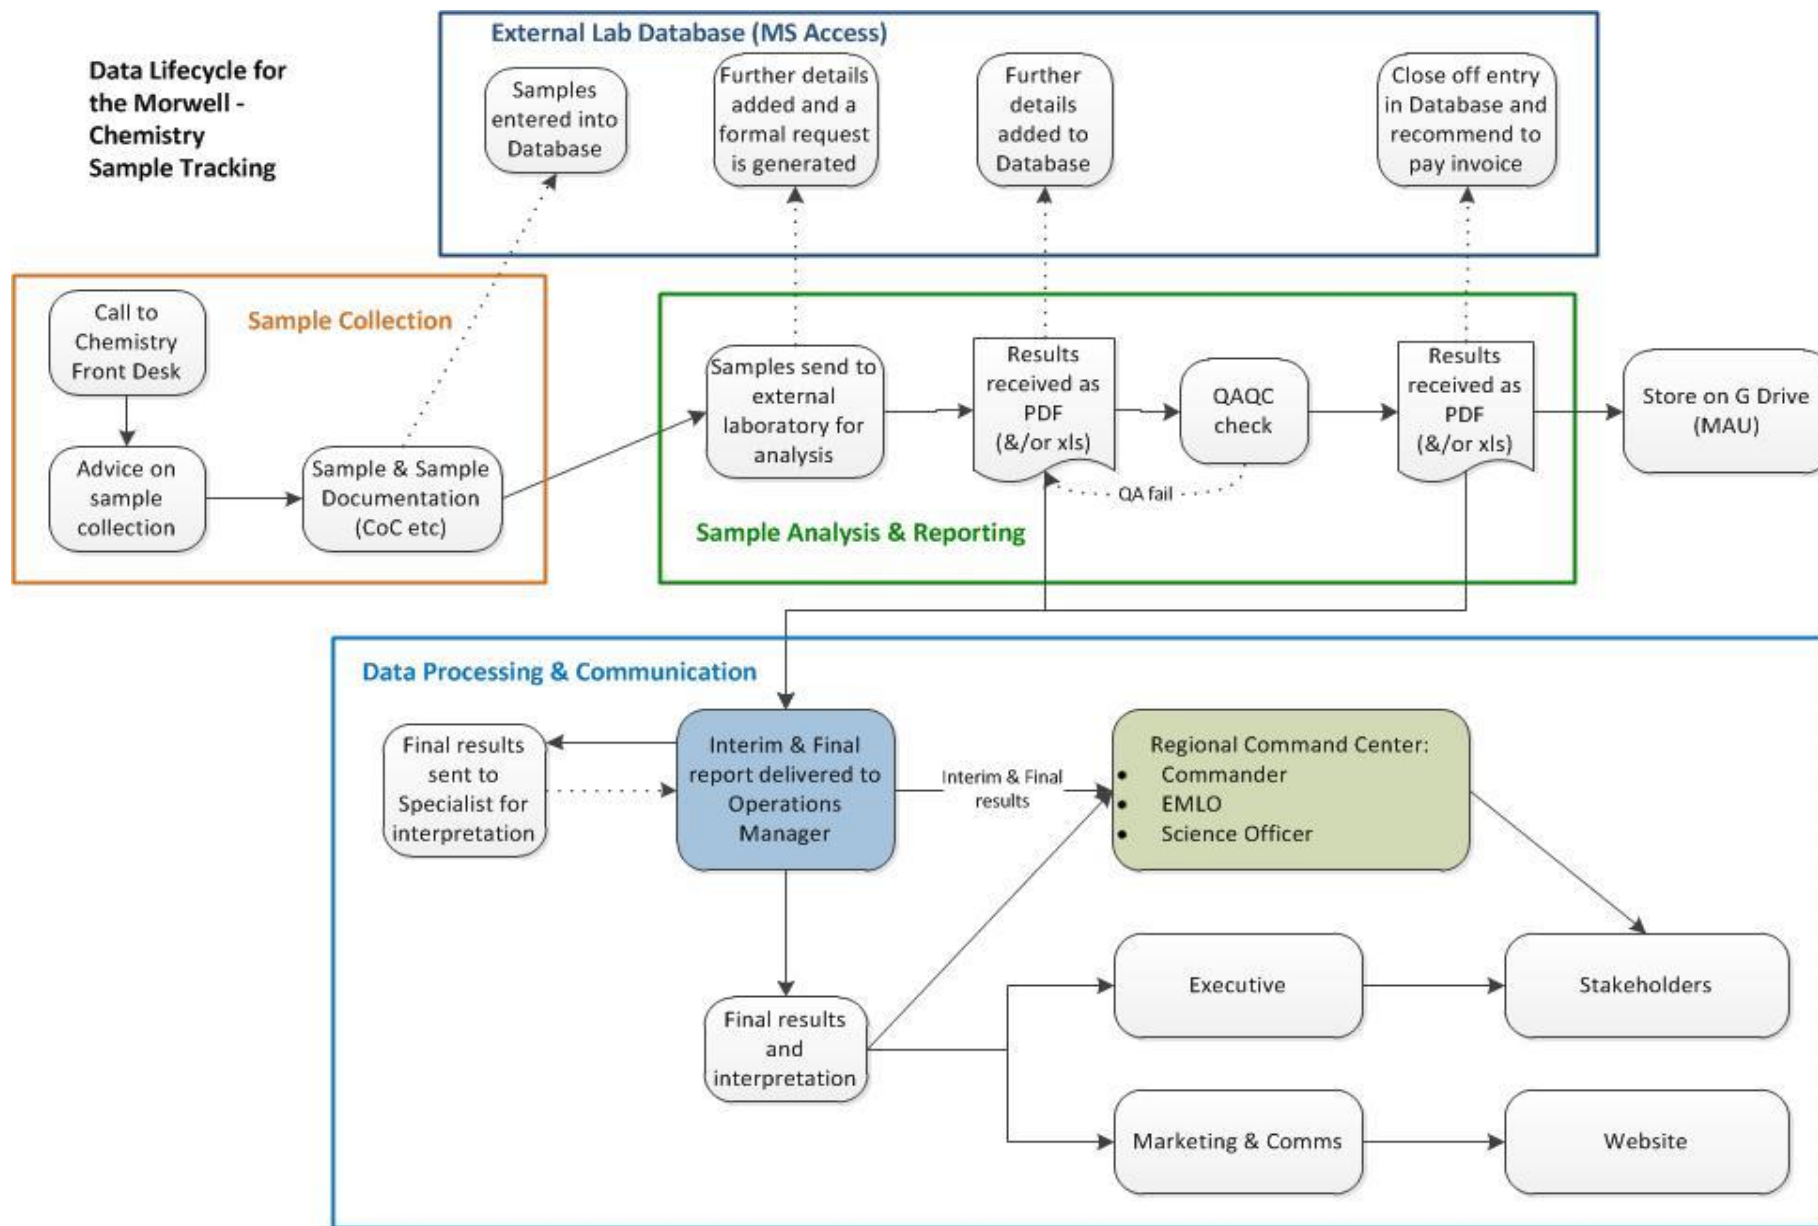 Data Lifecycle for
the Morwell -
Chemistry
Sample Tracking
External Lab Database (MS Access)
Samples
entered into
Database
Further details
added and a
formal request
is generated
Further
details
added to
Database
Close off entry
in Database and
recommend to
pay invoice
Sample Collection
Call to
Chemistry
Front Desk
Advice on
sample
collection
Sample & Sample
Documentation
(CoC etc)
Samples send to
external
laboratory for
analysis
Results
received as
PDF
(&/or xls)
QAQC
check
QA fail
Results
received as
PDF
(&/or xls)
Store on G Drive
(MAU)
Sample Analysis & Reporting
Data Processing & Communication
Final results
sent to
Specialist for
interpretation
Interim & Final
report delivered to
Operations
Manager
Interim & Final
results
Regional Command Center:
• Commander
• EMLO
• Science Officer
Final results
and
interpretation
Executive
Stakeholders
Marketing & Comms
Website